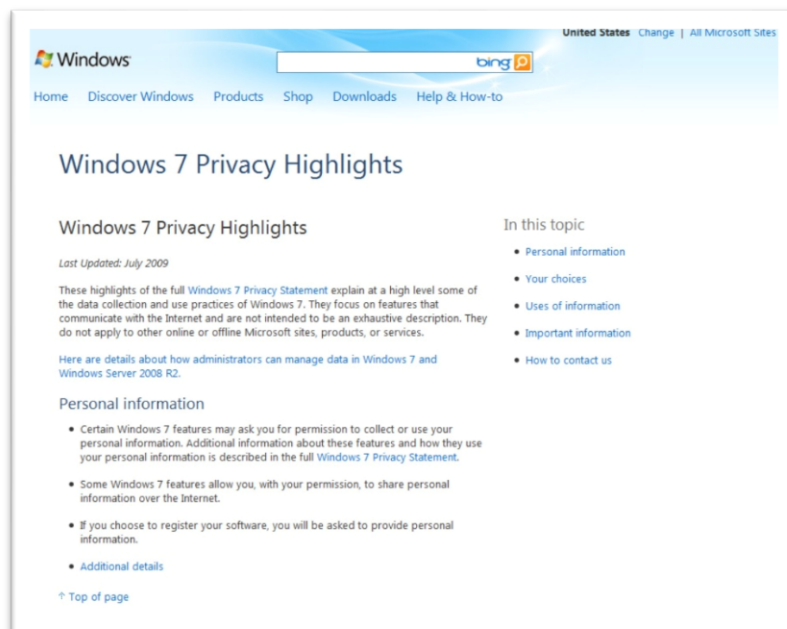 United States Change | All Microsoft Sites
Windows
bing
Home Discover Windows Products Shop Downloads Help & How-to
Windows 7 Privacy Highlights
Windows 7 Privacy Highlights
Last Updated: July 2009
These highlights of the full Windows 7 Privacy Statement explain at a high level some of
the data collection and use practices of Windows 7. They focus on features that
communicate with the Internet and are not intended to be an exhaustive description. They
do not apply to other online or offline Microsoft sites, products, or services.
Here are details about how administrators can manage data in Windows 7 and
Windows Server 2008 R2.
Personal information
• Certain Windows 7 features may ask you for permission to collect or use your
personal information. Additional information about these features and how they use
your personal information is described in the full Windows 7 Privacy Statement.
• Some Windows 7 features allow you, with your permission, to share personal
information over the Internet.
• If you choose to register your software, you will be asked to provide personal
information.
• Additional details
↑ Top of page
In this topic
• Personal information
• Your choices
• Uses of information
• Important information
• How to contact us